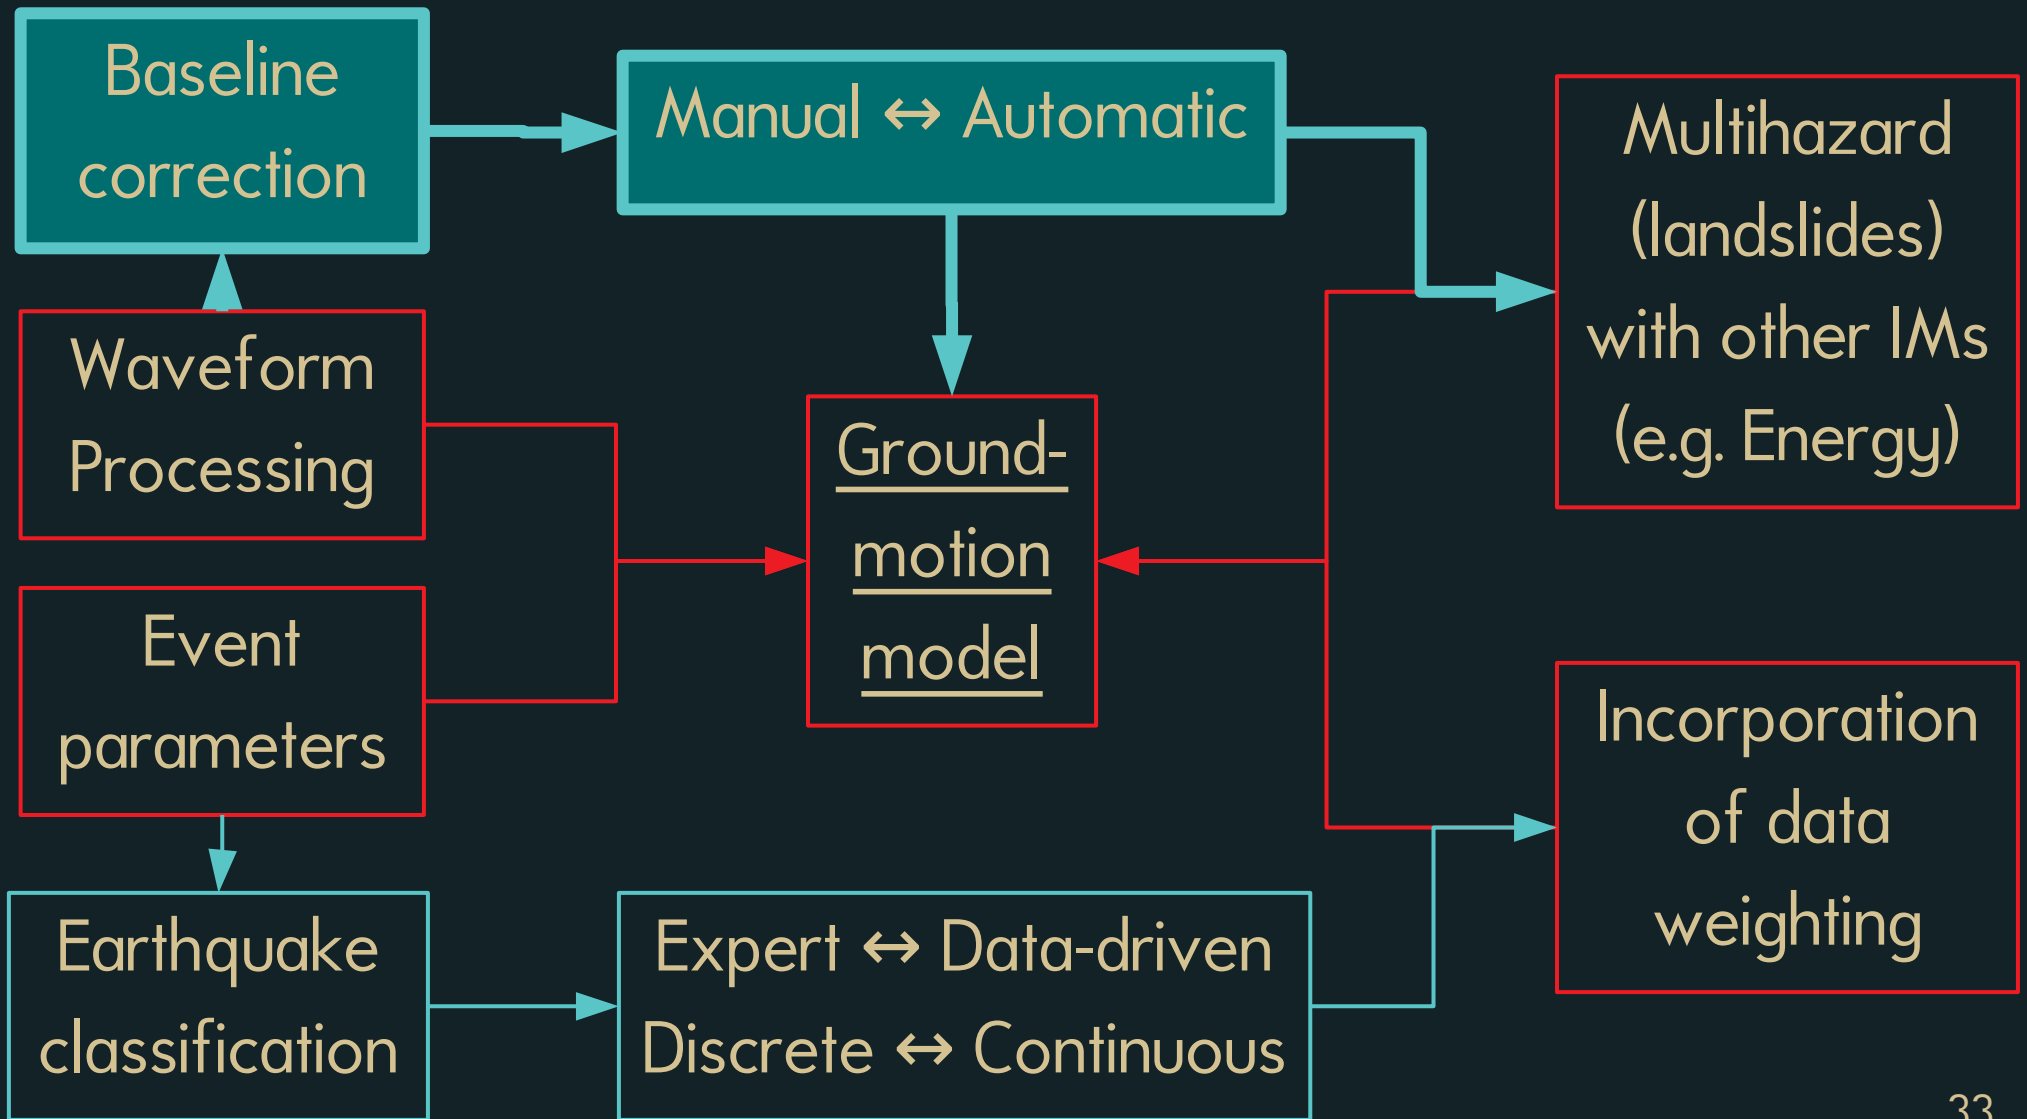 Baseline
correction
Manual ↔ Automatic
Multihazard
(landslides)
with other IMs
(e.g. Energy)
Waveform
Processing
Ground-
motion
model
Event
parameters
Incorporation
of data
weighting
Earthquake
classification
Expert ↔ Data-driven
Discrete ↔ Continuous
33